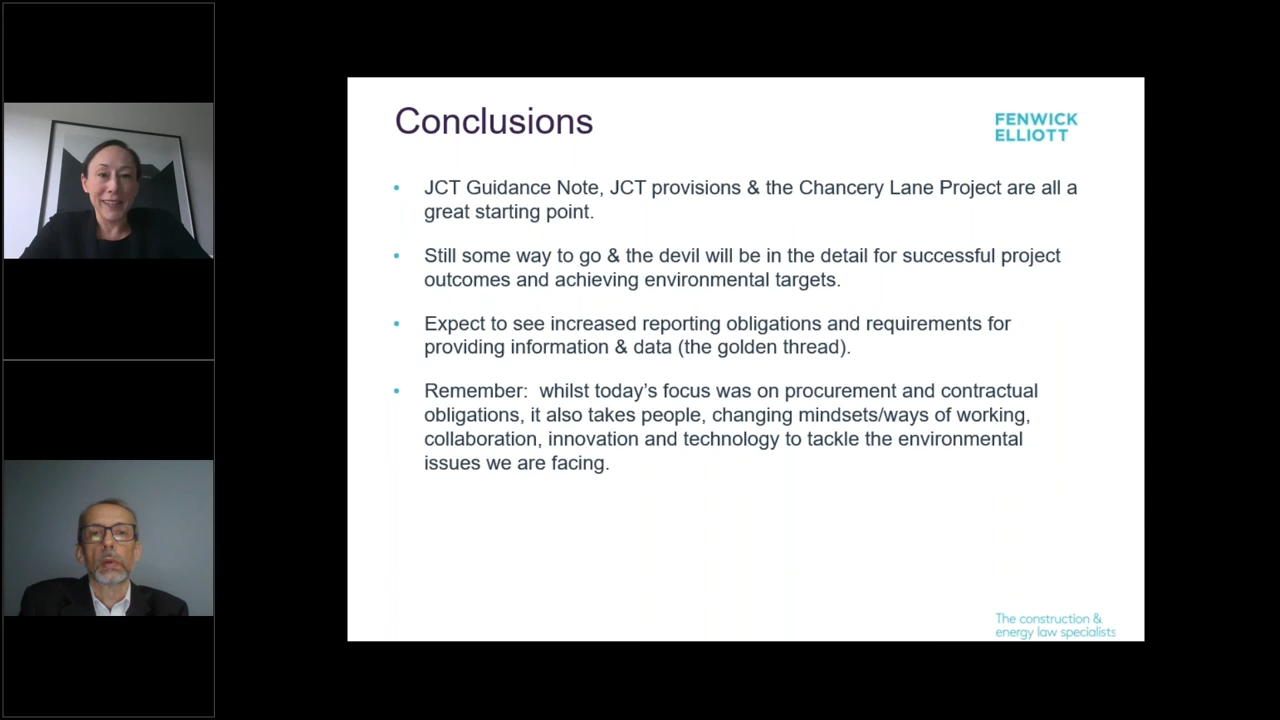 Conclusions
FENWICK
ELLIOTT
• JCT Guidance Note, JCT provisions & the Chancery Lane Project are all a
great starting point.
• Still some way to go & the devil will be in the detail for successful project
outcomes and achieving environmental targets.
• Expect to see increased reporting obligations and requirements for
providing information & data (the golden thread).
• Remember:  whilst today's focus was on procurement and contractual
obligations, it also takes people, changing mindsets/ways of working,
collaboration, innovation and technology to tackle the environmental
issues we are facing.
The construction &
energy law specialists